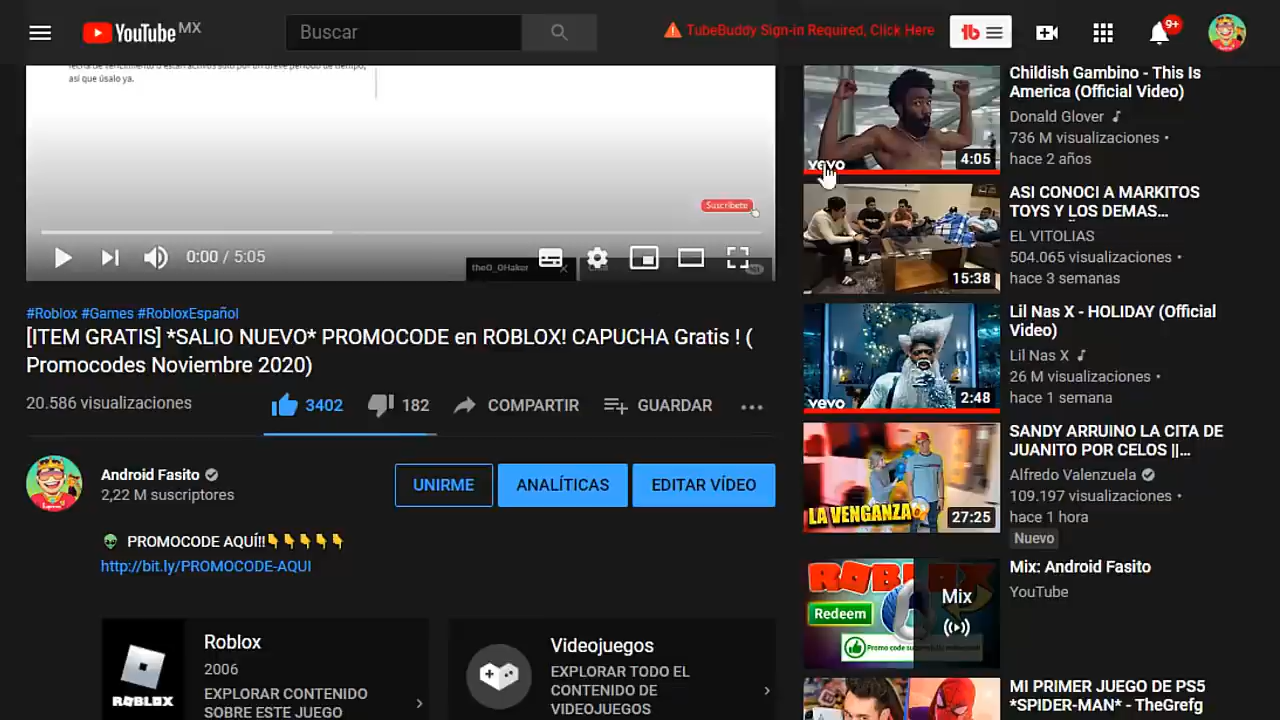 YouTube MX
Buscar
TubeBuddy Sign-in Required, Click Here
9+
así que úsalo ya.
Suscríbete
0:00 / 5:05
#Roblox #Games #RobloxEspañol
[ITEM GRATIS] *SALIO NUEVO* PROMOCODE en ROBLOX! CAPUCHA Gratis ! (
Promocodes Noviembre 2020)
20.586 visualizaciones
3402
182
COMPARTIR
GUARDAR
Android Fasito
2,22 M suscriptores
UNIRME
ANALÍTICAS
EDITAR VÍDEO
PROMOCODE AQUÍ!!
http://bit.ly/PROMOCODE-AQUI
ROBLOX
Roblox
2006
EXPLORAR CONTENIDO
SOBRE ESTE JUEGO
Videojuegos
EXPLORAR TODO EL
CONTENIDO DE
VIDEOJUEGOS
vevo
4:05
Childish Gambino - This Is
America (Official Video)
Donald Glover
736 M visualizaciones •
hace 2 años
15:38
ASI CONOCI A MARKITOS
TOYS Y LOS DEMAS...
EL VITOLIAS
504.065 visualizaciones •
hace 3 semanas
vevo
2:48
Lil Nas X - HOLIDAY (Official
Video)
Lil Nas X
26 M visualizaciones •
hace 1 semana
LA VENGANZA
27:25
SANDY ARRUINO LA CITA DE
JUANITO POR CELOS ||...
Alfredo Valenzuela
109.197 visualizaciones •
hace 1 hora
Nuevo
Redeem
Mix
Mix: Android Fasito
YouTube
MI PRIMER JUEGO DE PS5
*SPIDER-MAN* - TheGrefg